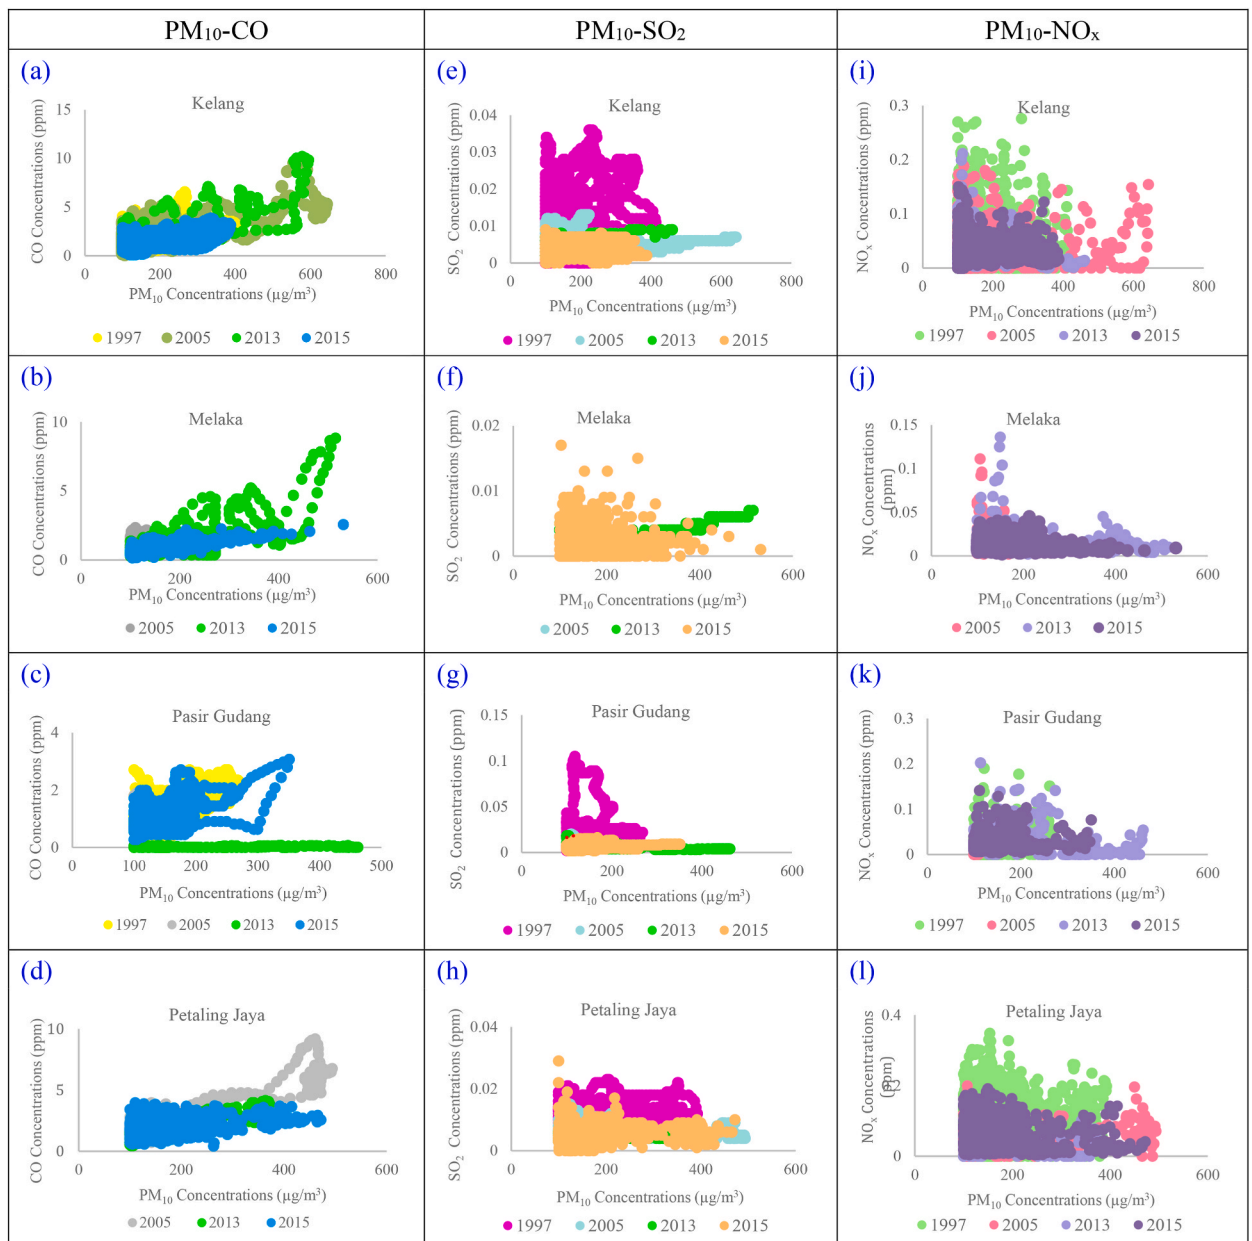 PM₁₀-CO
PM₁₀-SO₂
PM₁₀-NOₓ
(a)
Kelang
CO Concentrations (ppm)
15
10
5
0
0 200 400 600 800
PM₁₀ Concentrations (µg/m³)
1997 2005 2013 2015
(e)
Kelang
SO₂ Concentrations (ppm)
0.04
0.03
0.02
0.01
0
0 200 400 600 800
PM₁₀ Concentrations (µg/m³)
1997 2005 2013 2015
(i)
Kelang
NOₓ Concentrations (ppm)
0.3
0.2
0.1
0
0 200 400 600 800
PM₁₀ Concentrations (µg/m³)
1997 2005 2013 2015
(b)
Melaka
CO Concentrations (ppm)
10
5
0
0 200 400 600
PM₁₀ Concentrations (µg/m³)
2005 2013 2015
(f)
Melaka
SO₂ Concentrations (ppm)
0.02
0.01
0
0 200 400 600
PM₁₀ Concentrations (µg/m³)
2005 2013 2015
(j)
Melaka
NOₓ Concentrations
(ppm)
0.15
0.1
0.05
0
0 200 400 600
PM₁₀ Concentrations (µg/m³)
2005 2013 2015
(c)
Pasir Gudang
CO Concentrations (ppm)
4
2
0
100 100 200 300 400 500
PM₁₀ Concentrations (µg/m³)
1997 2005 2013 2015
(g)
Pasir Gudang
SO₂ Concentrations (ppm)
0.15
0.1
0.05
0
0 200 400 600
PM₁₀ Concentrations (µg/m³)
1997 2005 2013 2015
(k)
Pasir Gudang
NOₓ Concentrations (ppm)
0.3
0.2
0.1
0
0 200 400 600
PM₁₀ Concentrations (µg/m³)
1997 2005 2013 2015
(d)
Petaling Jaya
CO Concentrations (ppm)
10
5
0
0 200 400 600
PM₁₀ Concentrations (µg/m³)
2005 2013 2015
(h)
Petaling Jaya
SO₂ Concentrations (ppm)
0.04
0.02
0
0 200 400 600
PM₁₀ Concentrations (µg/m³)
1997 2005 2013 2015
(l)
Petaling Jaya
NOₓ Concentrations
(ppm)
0.4
0.2
0
0 200 400 600
PM₁₀ Concentrations (µg/m³)
1997 2005 2013 2015